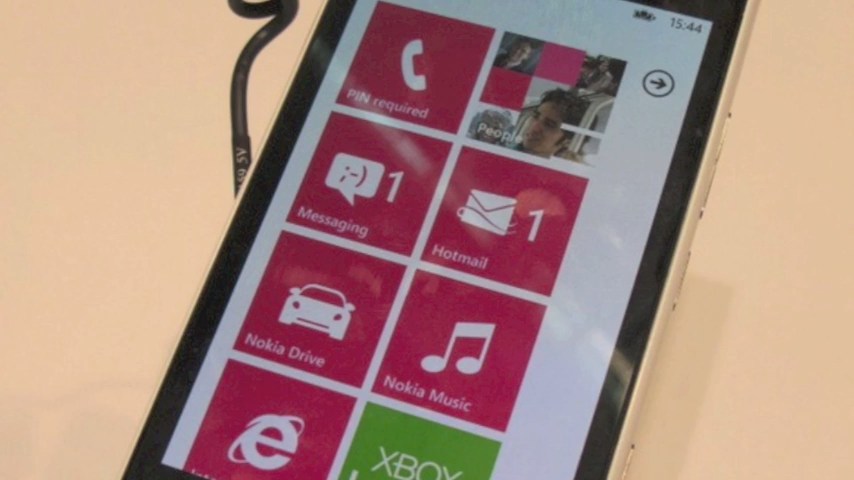 15:44
PIN required
People
1
Messaging
1
Hotmail
Nokia Drive
Nokia Music
XBOX